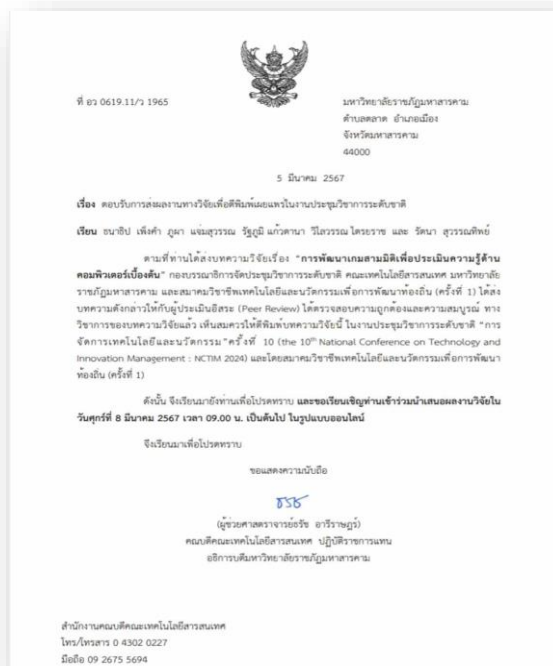 ที่ อว 0619.11/ว 1965
มหาวิทยาลัยราชภัฏมหาสารคาม
ตำบลตลาด อำเภอเมือง
จังหวัดมหาสารคาม
44000
5 มีนาคม 2567
เรื่อง ตอบรับการส่งผลงานทางวิจัยเพื่อตีพิมพ์เผยแพร่ในงานประชุมวิชาการระดับชาติ
เรียน ธนาธิป เพ็งคำ ภูผา แจ่มสุวรรณ รัฐภูมิ แก้วดานา วิไลวรรณ ไตรยราช และ รัตนา สุวรรณทิพย์
ตามที่ท่านได้ส่งบทความวิจัยเรื่อง "การพัฒนาเกมสามมิติเพื่อประเมินความรู้ด้าน
คอมพิวเตอร์เบื้องต้น" กองบรรณาธิการจัดประชุมวิชาการระดับชาติ คณะเทคโนโลยีสารสนเทศ มหาวิทยาลัย
ราชภัฏมหาสารคาม และสมาคมวิชาชีพเทคโนโลยีและนวัตกรรมเพื่อการพัฒนาท้องถิ่น (ครั้งที่ 1) ได้ส่ง
บทความดังกล่าวให้กับผู้ประเมินอิสระ (Peer Review) ได้ตรวจสอบความถูกต้องและความสมบูรณ์ ทาง
วิชาการของบทความวิจัยแล้ว เห็นสมควรให้ตีพิมพ์บทความวิจัยนี้ ในงานประชุมวิชาการระดับชาติ "การ
จัดการเทคโนโลยีและนวัตกรรม"ครั้งที่ 10 (the 10th National Conference on Technology and
Innovation Management : NCTIM 2024) และโดยสมาคมวิชาชีพเทคโนโลยีและนวัตกรรมเพื่อการพัฒนา
ท้องถิ่น (ครั้งที่ 1)
ดังนั้น จึงเรียนมายังท่านเพื่อโปรดทราบ และขอเรียนเชิญท่านเข้าร่วมนำเสนอผลงานวิจัยใน
วันศุกร์ที่ 8 มีนาคม 2567 เวลา 09.00 น. เป็นต้นไป ในรูปแบบออนไลน์
จึงเรียนมาเพื่อโปรดทราบ
ขอแสดงความนับถือ
(ผู้ช่วยศาสตราจารย์ธรัช อารีราษฎร์)
คณบดีคณะเทคโนโลยีสารสนเทศ ปฏิบัติราชการแทน
อธิการบดีมหาวิทยาลัยราชภัฏมหาสารคาม
สำนักงานคณบดีคณะเทคโนโลยีสารสนเทศ
โทร/โทรสาร 0 4302 0227
มือถือ 09 2675 5694